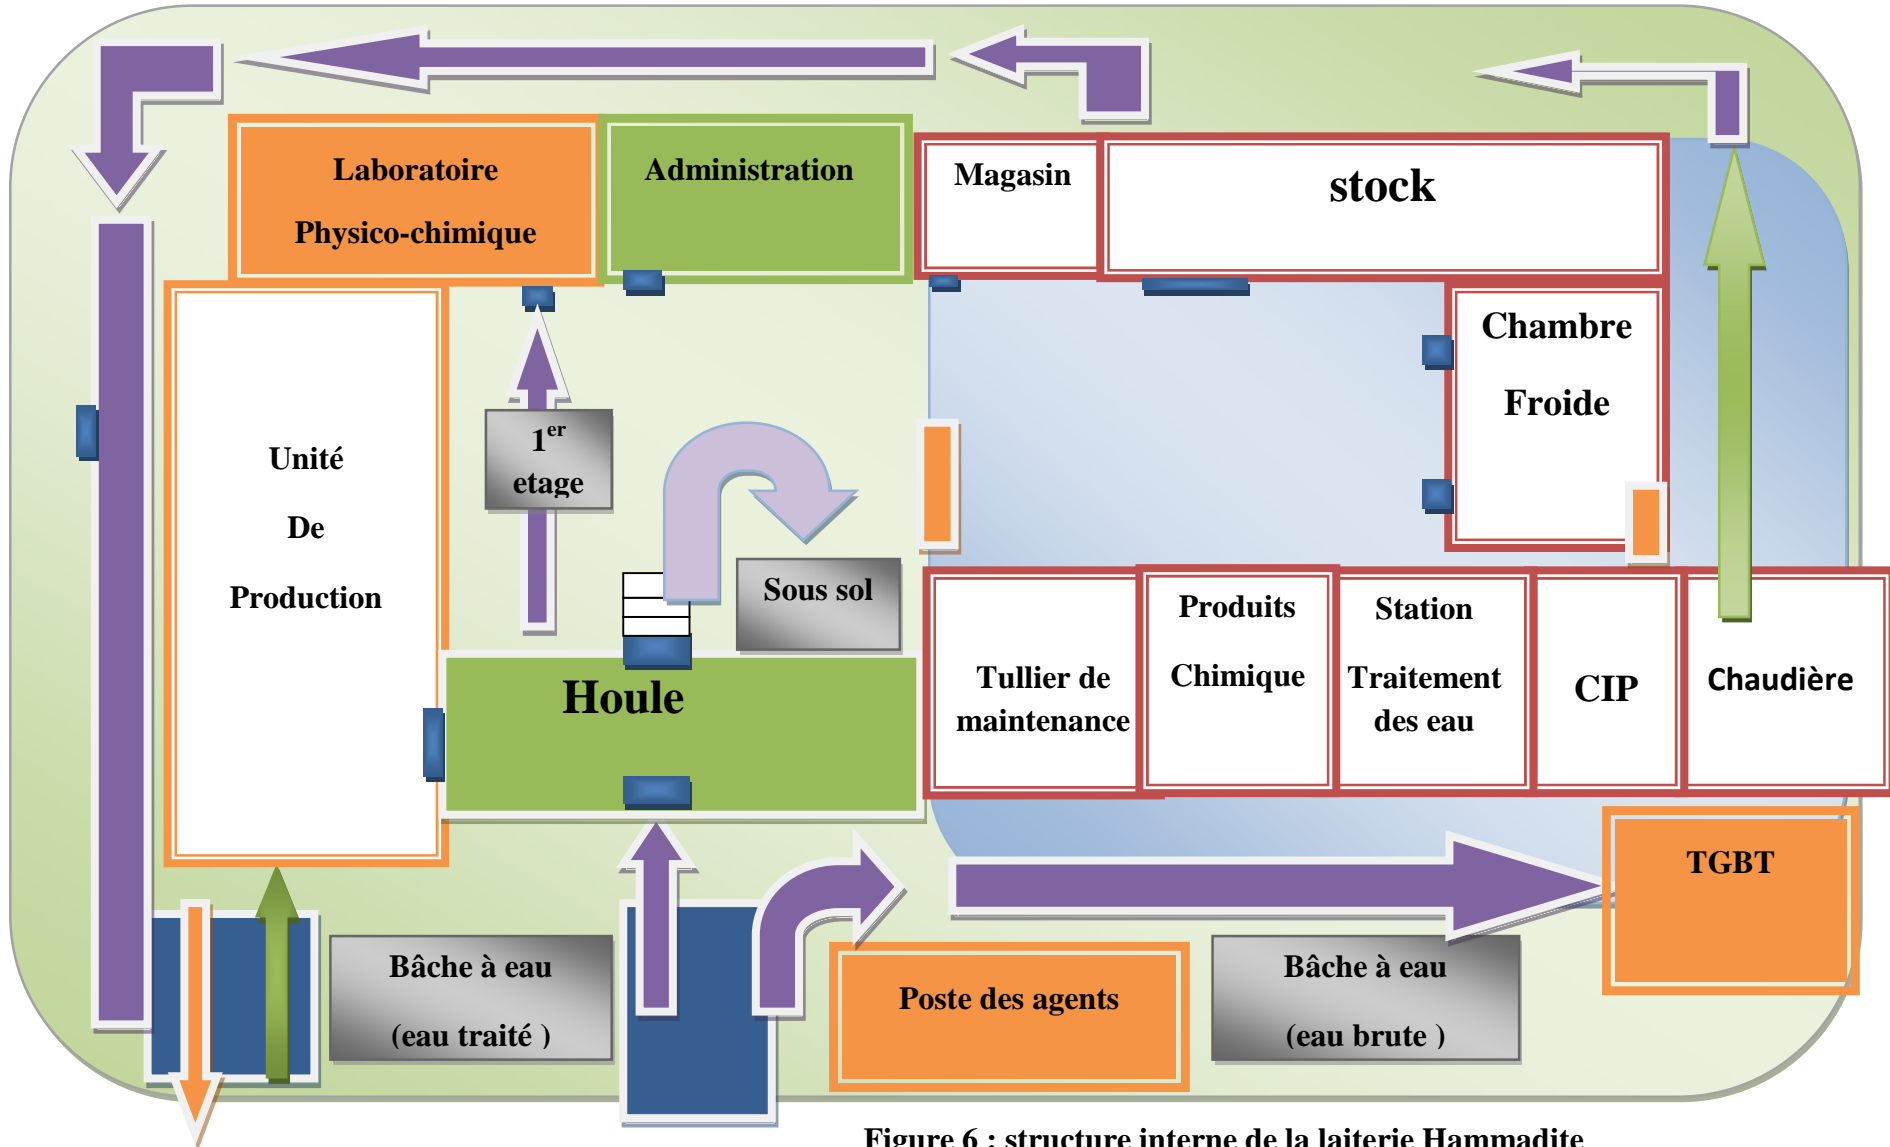 Laboratoire
Physico-chimique
Administration
Magasin
stock
Chambre
Froide
Unité
De
Production
1er
etage
Sous sol
Houle
Tullier de
maintenance
Produits
Chimique
Station
Traitement
des eau
CIP
Chaudière
TGBT
Bâche à eau
(eau traité )
Poste des agents
Bâche à eau
(eau brute )
Figure 6 : structure interne de la laiterie Hammadite